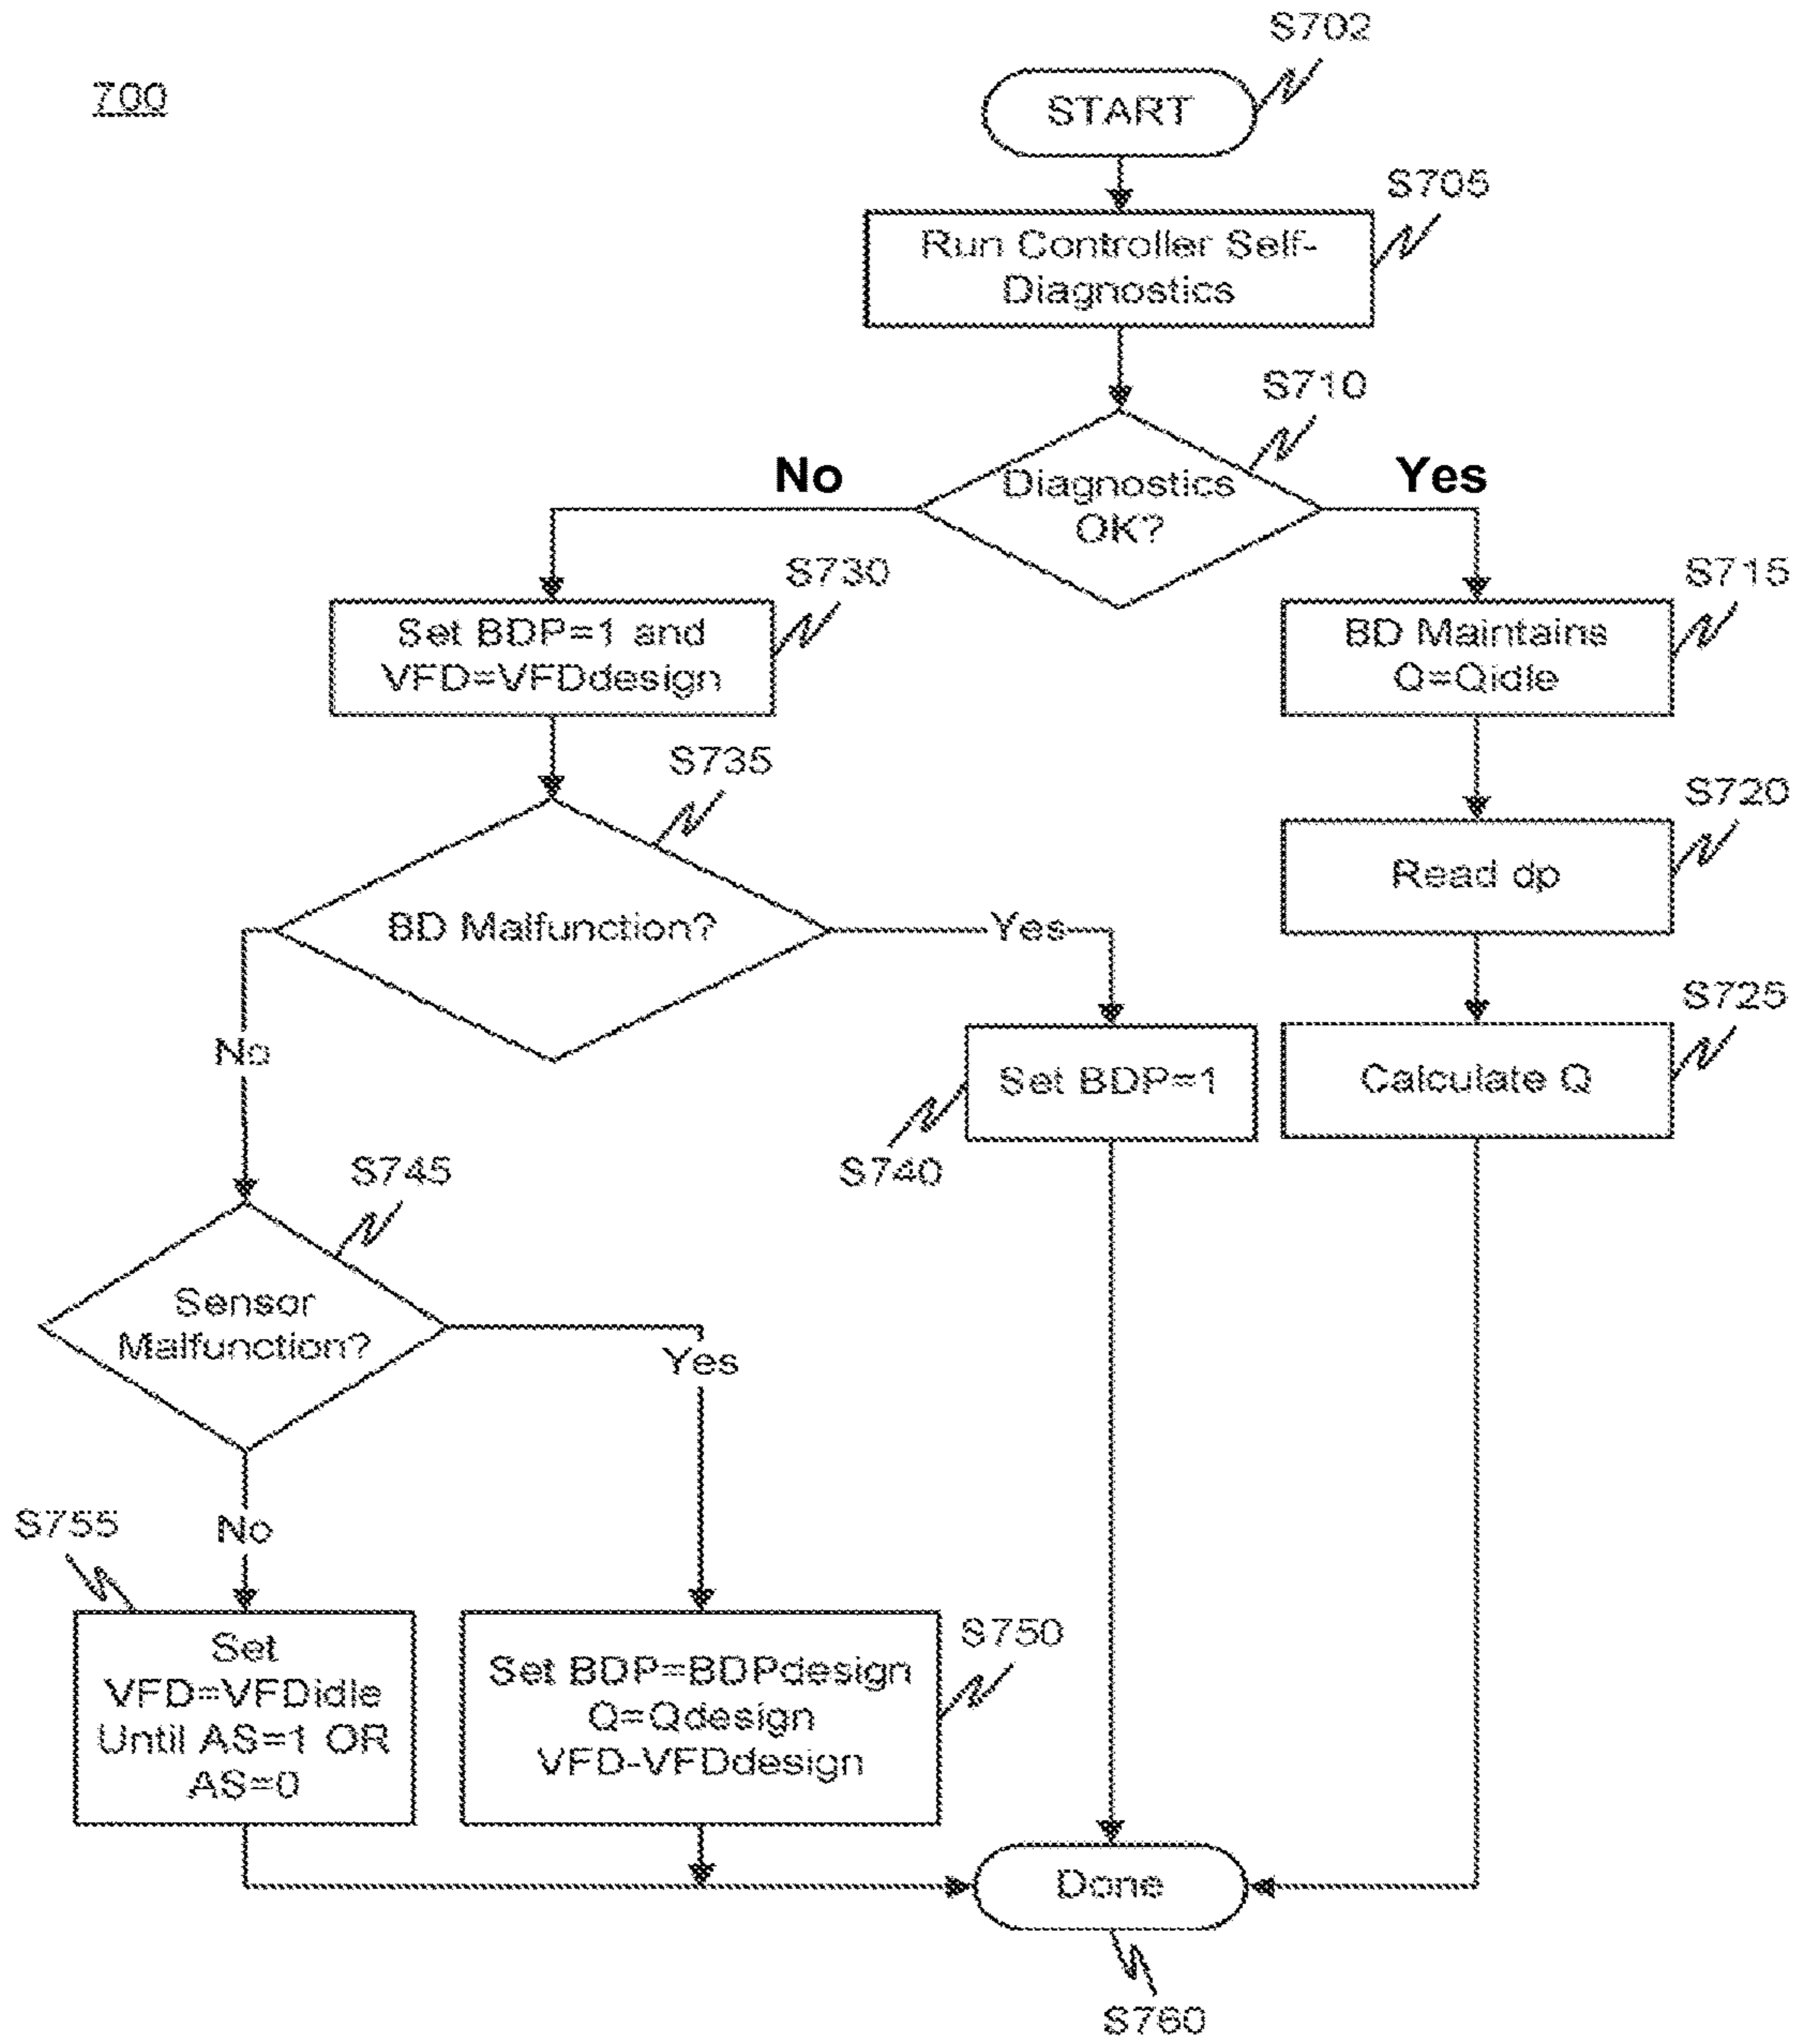 700
S702
START
S705
Run Controller Self-
Diagnostics
S710
No
Yes
Diagnostics
OK?
S730
S715
Set BDP=1 and
VFD=VFDdesign
BD Maintains
Q=Qidle
S735
S720
Read dp
BD Malfunction?
Yes
S725
No
Set BDP=1
Calculate Q
S740
S745
Sensor
Malfunction?
Yes
S755
No
Set
VFD=VFDidle
Until AS=1 OR
AS=0
S750
Set BDP=BDPdesign
Q=Qdesign
VFD-VFDdesign
Done
S760